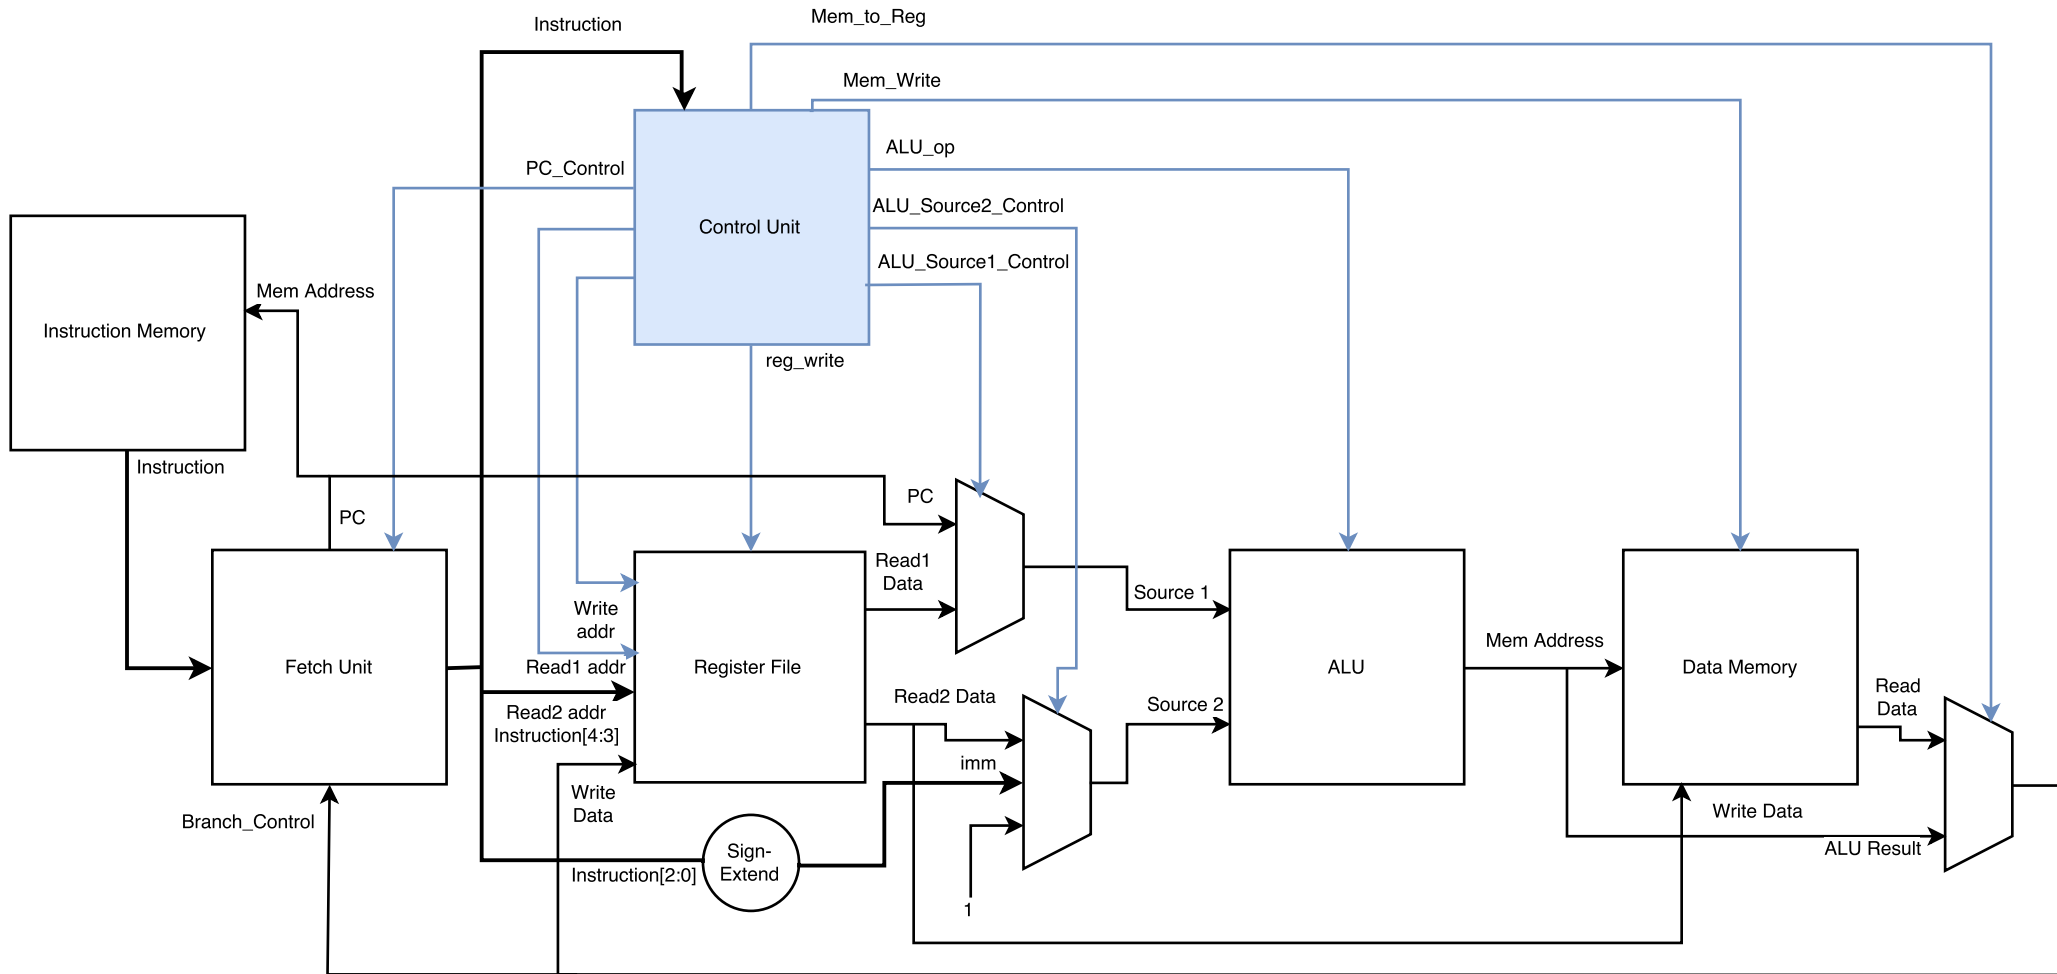 Mem_to_Reg
Instruction
Mem_Write
ALU_op
PC_Control
ALU_Source2_Control
Control Unit
ALU_Source1_Control
Mem Address
Instruction Memory
reg_write
Instruction
PC
PC
Read1
Data
Source 1
Write
addr
Mem Address
Fetch Unit
Read1 addr
Register File
ALU
Data Memory
Read2 Data
Read
Data
Source 2
Read2 addr
Instruction[4:3]
imm
Write
Data
Write Data
Branch_Control
ALU Result
Sign-
Extend
Instruction[2:0]
1